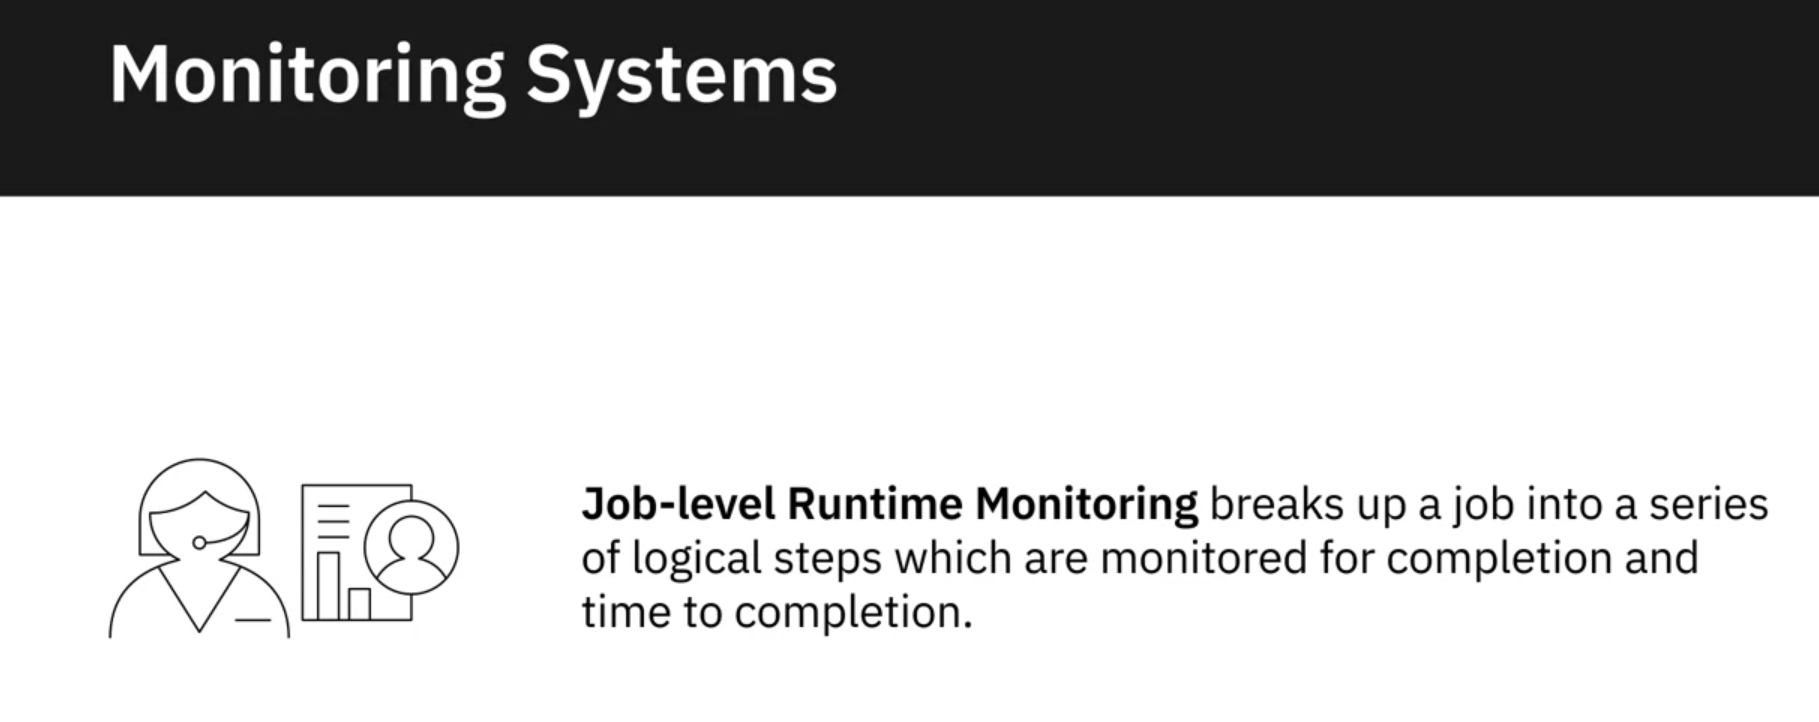 Monitoring Systems
Job-level Runtime Monitoring breaks up a job into a series
of logical steps which are monitored for completion and
time to completion.